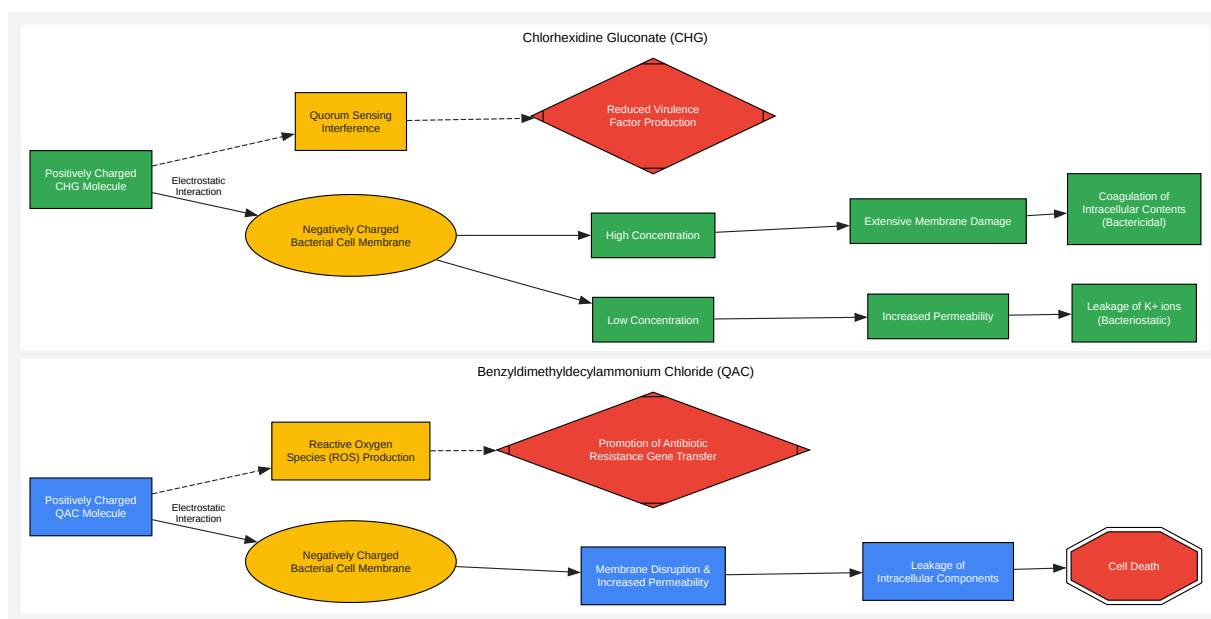 Chlorhexidine Gluconate (CHG)
Quorum Sensing
Interference
Reduced Virulence
Factor Production
Positively Charged
CHG Molecule
Electrostatic
Interaction
Negatively Charged
Bacterial Cell Membrane
High Concentration
Extensive Membrane Damage
Coagulation of
Intracellular Contents
(Bactericidal)
Low Concentration
Increased Permeability
Leakage of K+ ions
(Bacteriostatic)
Benzyldimethyldecylammonium Chloride (QAC)
Reactive Oxygen
Species (ROS) Production
Promotion of Antibiotic
Resistance Gene Transfer
Positively Charged
QAC Molecule
Electrostatic
Interaction
Negatively Charged
Bacterial Cell Membrane
Membrane Disruption &
Increased Permeability
Leakage of
Intracellular Components
Cell Death